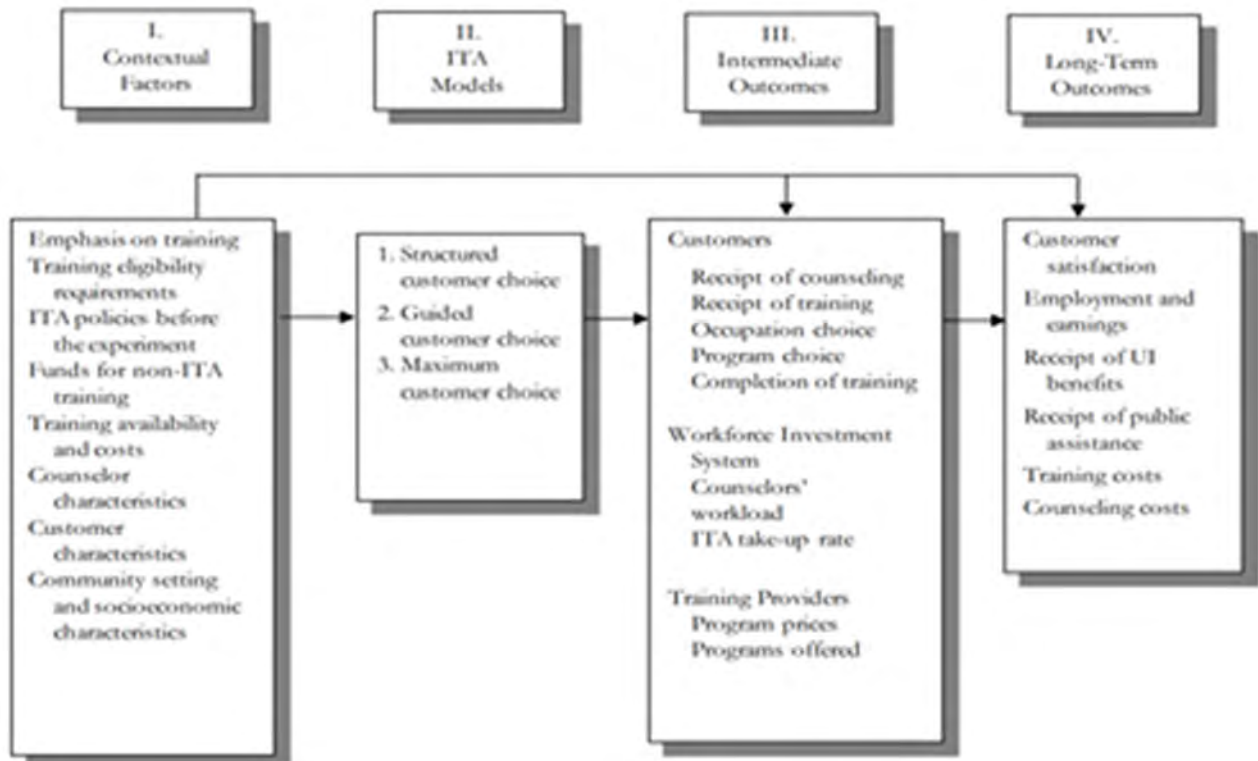 I.
Contextual
Factors
II.
ITA
Models
III.
Intermediate
Outcomes
IV.
Long-Term
Outcomes
Emphasis on training
Training eligibility
requirements
ITA policies before
the experiment
Funds for non-ITA
training
Training availability
and costs
Counselor
characteristics
Customer
characteristics
Community setting
and socioeconomic
characteristics
1. Structured
customer choice
2. Guided
customer choice
3. Maximum
customer choice
Customers
Receipt of counseling
Receipt of training
Occupation choice
Program choice
Completion of training
Workforce Investment
System
Counselors'
workload
ITA take-up rate
Training Providers
Program prices
Programs offered
Customer
satisfaction
Employment and
earnings
Receipt of UI
benefits
Receipt of public
assistance
Training costs
Counseling costs